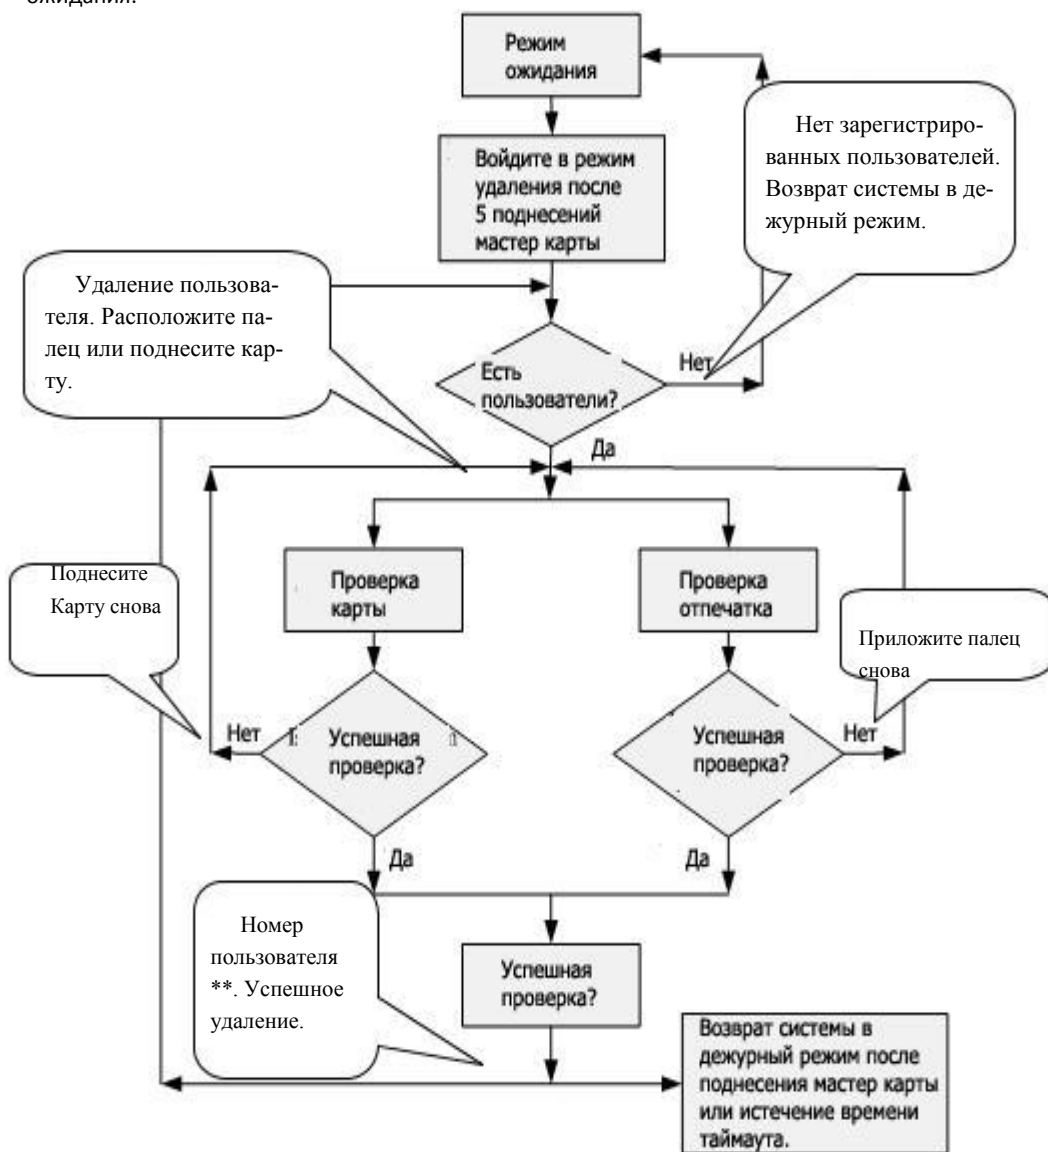 ожидания.
Режим
ожидания
Нет зарегистриро-
ванных пользователей.
Возврат системы в де-
журный режим.
Войдите в режим
удаления после
5 поднесений
мастер карты
Удаление пользова-
теля. Расположите па-
лец или поднесите кар-
ту.
Есть
пользователи?
Нет
Да
Поднесите
Карту снова
Проверка
карты
Проверка
отпечатка
Приложите палец
снова
Нет
Успешная
проверка?
Успешная
проверка?
Нет
Да
Да
Номер
пользователя
**. Успешное
удаление.
Успешная
проверка?
Возврат системы в
дежурный режим после
поднесения мастер карты
или истечение времени
таймаута.